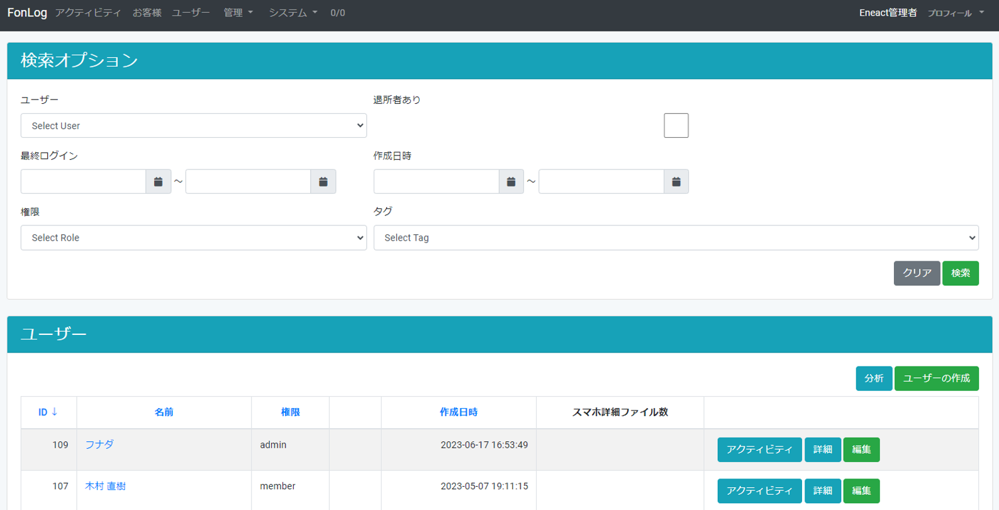 FonLog アクティビティ お客様 ユーザー 管理 システム 0/0 Eneact管理者 プロフィール
検索オプション
ユーザー 退所者あり
Select User
最終ログイン 作成日時
～ ～
権限 タグ
Select Role Select Tag
クリア 検索
ユーザー
分析 ユーザーの作成
ID↓ 名前 権限 作成日時 スマホ詳細ファイル数
109 フナダ admin 2023-06-17 16:53:49 アクティビティ 詳細 編集
107 木村 直樹 member 2023-05-07 19:11:15 アクティビティ 詳細 編集